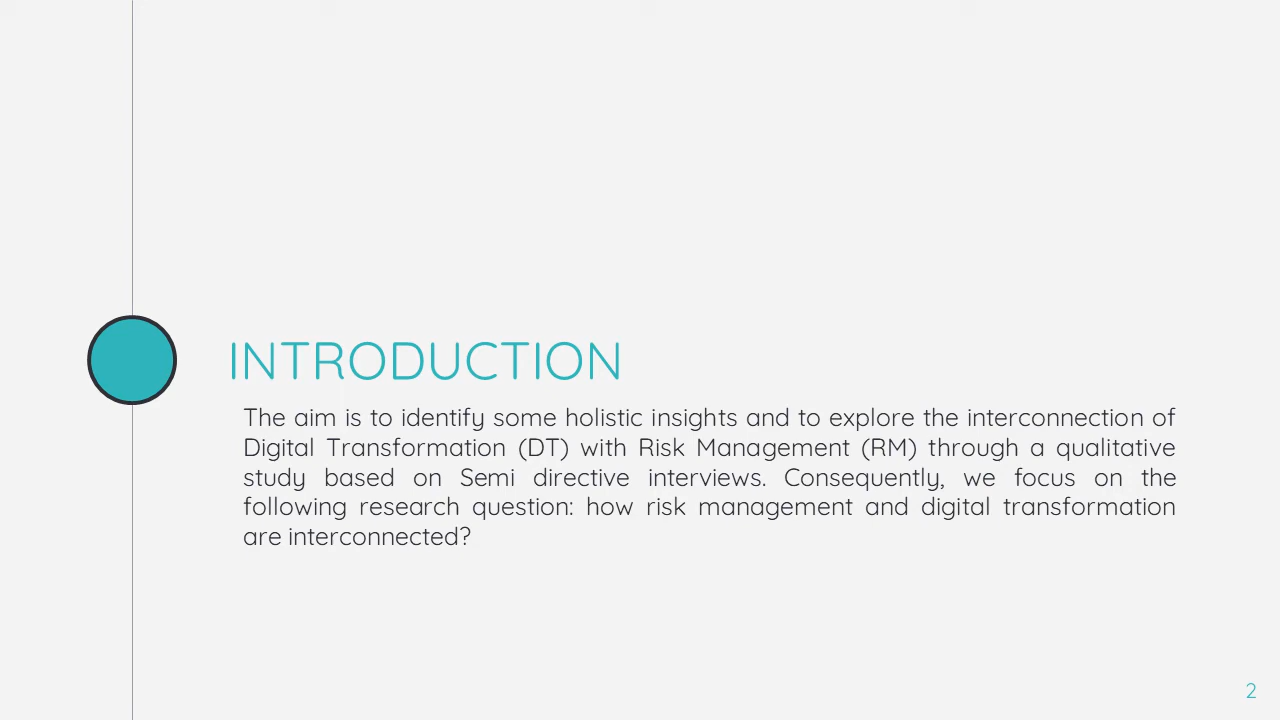 INTRODUCTION
The aim is to identify some holistic insights and to explore the interconnection of
Digital Transformation (DT) with Risk Management (RM) through a qualitative
study based on Semi directive interviews. Consequently, we focus on the
following research question: how risk management and digital transformation
are interconnected?
2